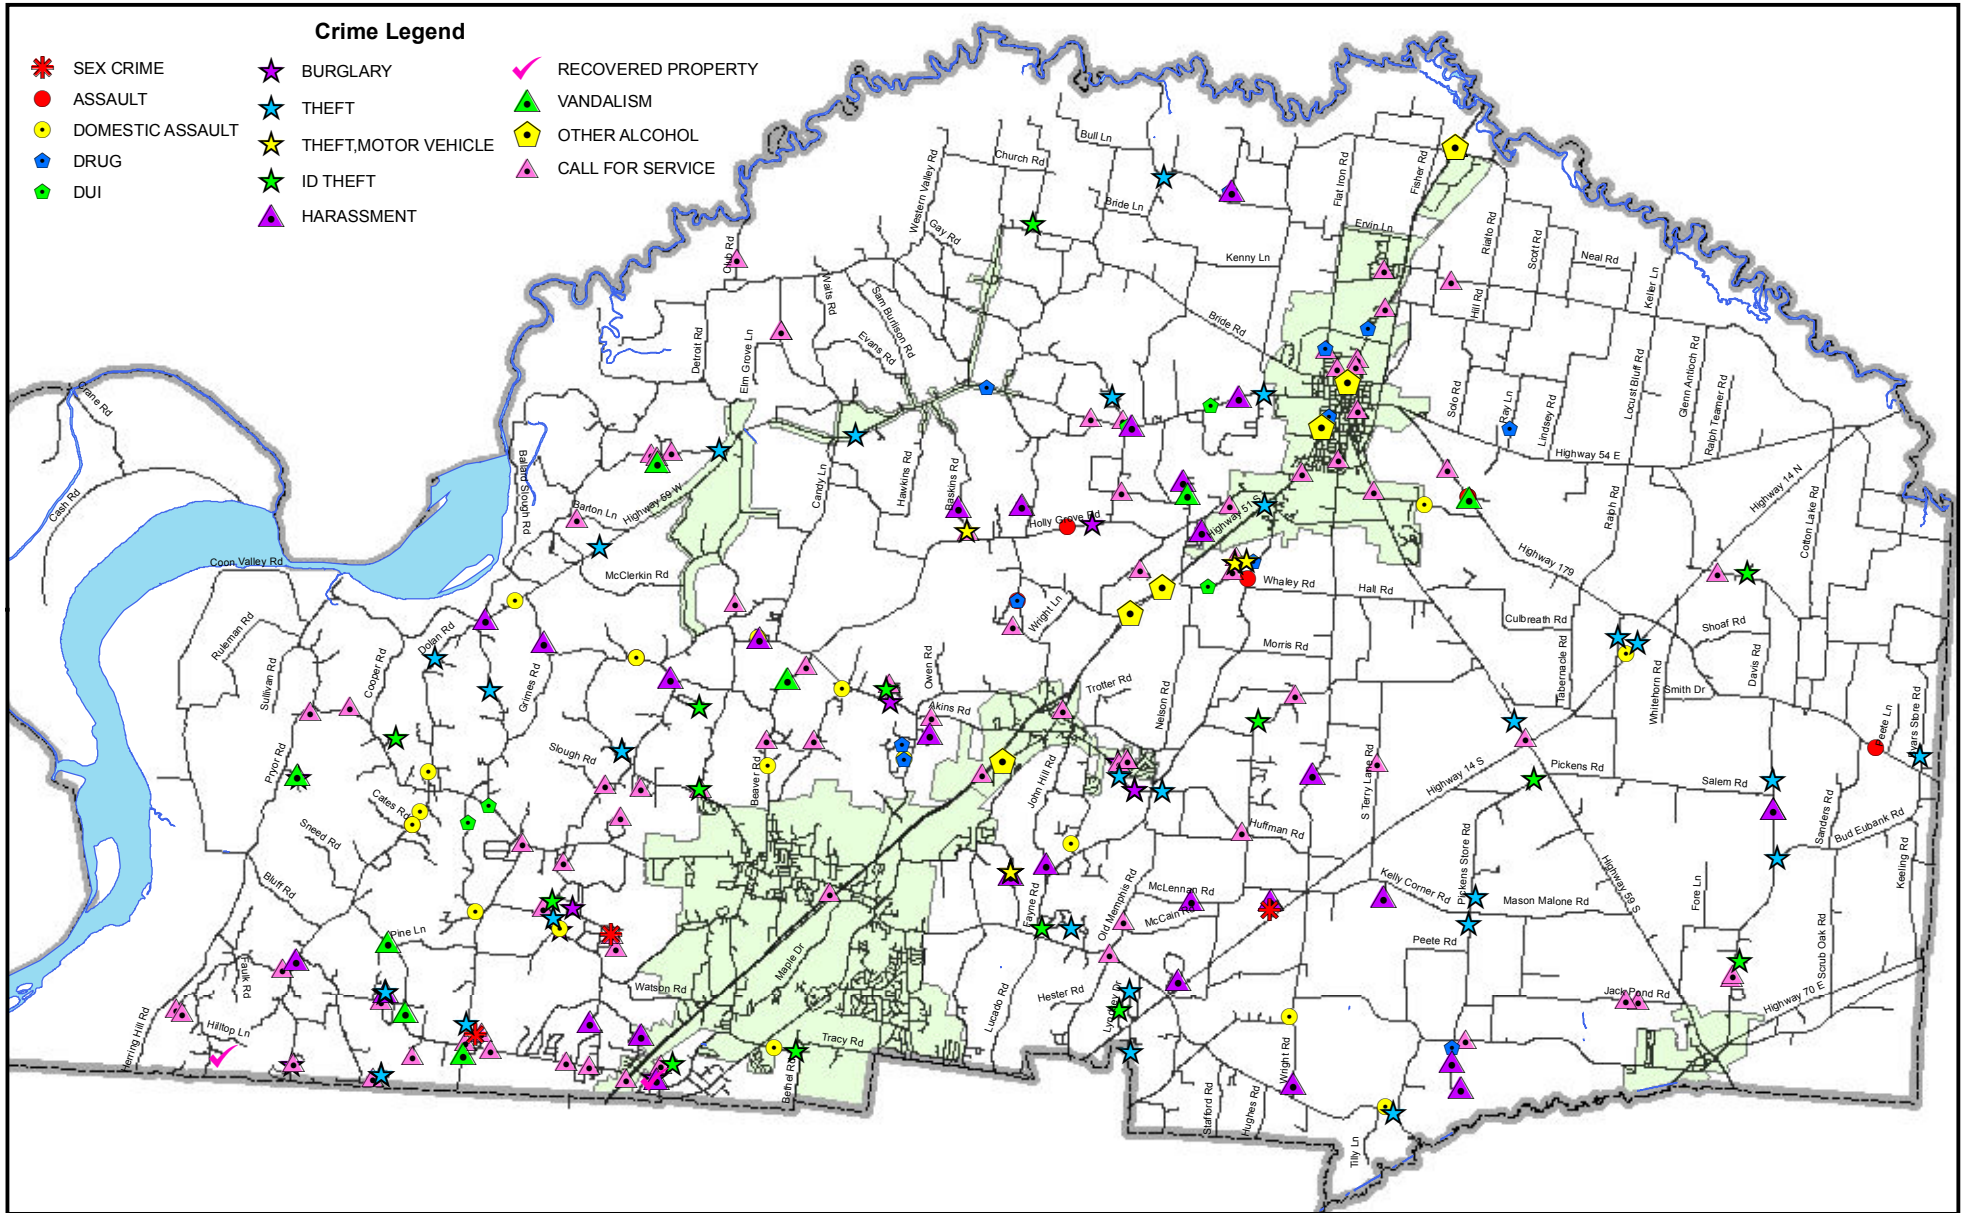 Crime Legend
SEX CRIME
ASSAULT
DOMESTIC ASSAULT
DRUG
DUI
BURGLARY
THEFT
THEFT,MOTOR VEHICLE
ID THEFT
HARASSMENT
RECOVERED PROPERTY
VANDALISM
OTHER ALCOHOL
CALL FOR SERVICE
Bull Ln
Church Rd
Western Valley Rd
Gay Rd
Bride Ln
Flat Iron Rd
Fisher Rd
Ervin Ln
Rialto Rd
Scott Rd
Neal Rd
Keller Ln
Kenny Ln
Club Rd
Waits Rd
Sam Burlison Rd
Evans Rd
Detroit Rd
Elm Grove Ln
Bride Rd
Hill Rd
Solo Rd
Ray Ln
Lindsey Rd
Locust Bluff Rd
Glenn Antioch Rd
Ralph Teamer Rd
Crane Rd
Cash Rd
Ballard Slough Rd
Barton Ln
Highway 59 W
Candy Ln
Hawkins Rd
Baskins Rd
Holly Grove Rd
Highway 51 S
Highway 54 E
Ralph Rd
Highway 14 N
Cotton Lake Rd
Highway 179
Coon Valley Rd
McClerkin Rd
Wright Ln
Whaley Rd
Hall Rd
Culbreath Rd
Shoaf Rd
Ruleman Rd
Sullivan Rd
Cooper Rd
Dolan Rd
Grimes Rd
Owen Rd
Akins Rd
Trotter Rd
Nelson Rd
Morris Rd
Tabernacle Rd
Whitehorn Rd
Smith Dr
Davis Rd
Peete Ln
Pryor Rd
Slough Rd
Beaver Rd
John Hill Rd
S Terry Lane Rd
Highway 14 S
Pickens Rd
Salem Rd
Cates Rd
Sneed Rd
Huffman Rd
Sanders Rd
Bud Eubank Rd
Keeling Rd
Bluff Rd
Fayne Rd
Old Memphis Rd
McLennan Rd
McCain Rd
Kelly Corner Rd
Pickens Store Rd
Mason Malone Rd
Highway 59 S
Fore Ln
Scrub Oak Rd
Pine Ln
Faulk Rd
Maple Dr
Peete Rd
Watson Rd
Lucado Rd
Hester Rd
Jack Pond Rd
Highway 70 E
Herring Hill Rd
Hilltop Ln
Tracy Rd
Bethel Rd
Wright Rd
Stafford Rd
Hughes Rd
Tilly Ln